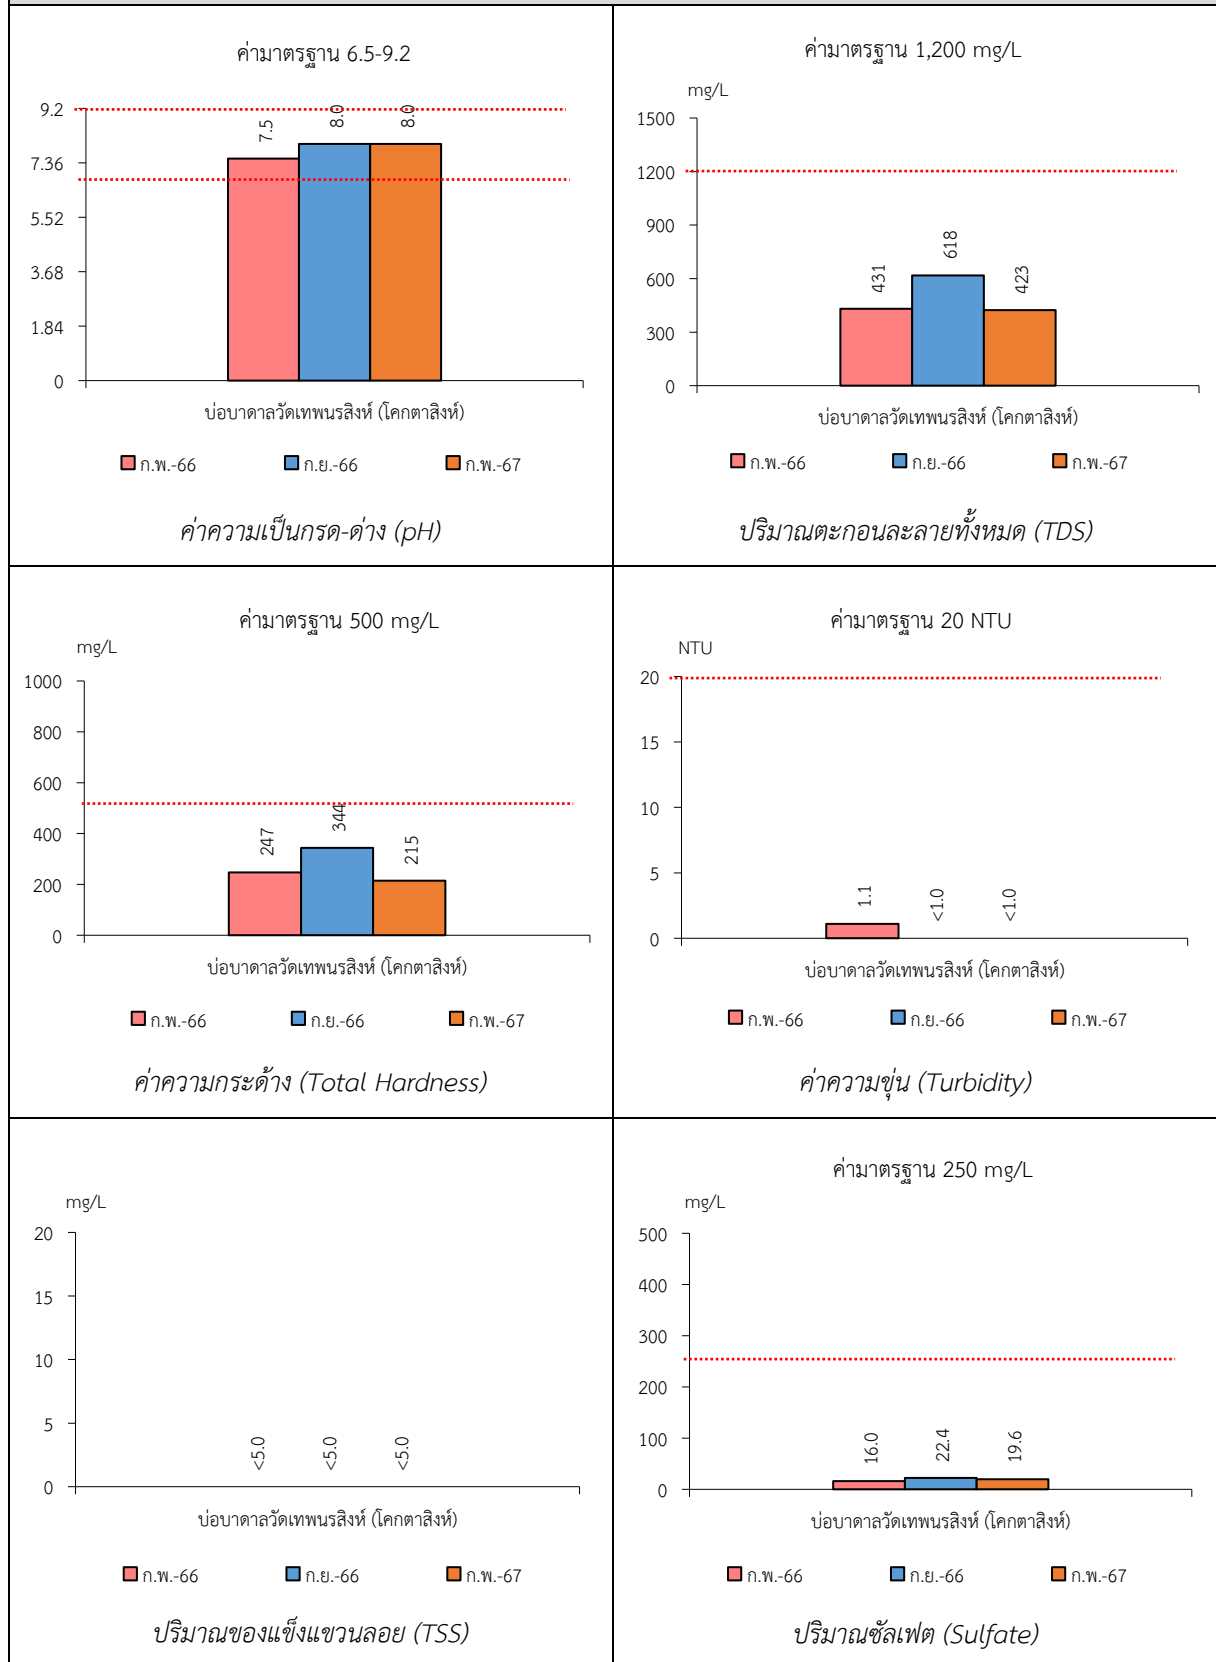 ค่ามาตรฐาน 6.5-9.2
9.2
7.36
5.52
3.68
1.84
0
7.5
8.0
8.0
บ่อบาดาลวัดเทพนรสิงห์ (โคกตาสิงห์)
ก.พ.-66 ก.ย.-66 ก.พ.-67
ค่าความเป็นกรด-ด่าง (pH)
ค่ามาตรฐาน 1,200 mg/L
mg/L
1500
1200
900
600
300
0
431
618
423
บ่อบาดาลวัดเทพนรสิงห์ (โคกตาสิงห์)
ก.พ.-66 ก.ย.-66 ก.พ.-67
ปริมาณตะกอนละลายทั้งหมด (TDS)
ค่ามาตรฐาน 500 mg/L
mg/L
1000
800
600
400
200
0
247
344
215
บ่อบาดาลวัดเทพนรสิงห์ (โคกตาสิงห์)
ก.พ.-66 ก.ย.-66 ก.พ.-67
ค่าความกระด้าง (Total Hardness)
ค่ามาตรฐาน 20 NTU
NTU
20
15
10
5
0
1.1
<1.0
<1.0
บ่อบาดาลวัดเทพนรสิงห์ (โคกตาสิงห์)
ก.พ.-66 ก.ย.-66 ก.พ.-67
ค่าความขุ่น (Turbidity)
mg/L
20
15
10
5
0
<5.0
<5.0
<5.0
บ่อบาดาลวัดเทพนรสิงห์ (โคกตาสิงห์)
ก.พ.-66 ก.ย.-66 ก.พ.-67
ปริมาณของแข็งแขวนลอย (TSS)
ค่ามาตรฐาน 250 mg/L
mg/L
500
400
300
200
100
0
16.0
22.4
19.6
บ่อบาดาลวัดเทพนรสิงห์ (โคกตาสิงห์)
ก.พ.-66 ก.ย.-66 ก.พ.-67
ปริมาณซัลเฟต (Sulfate)